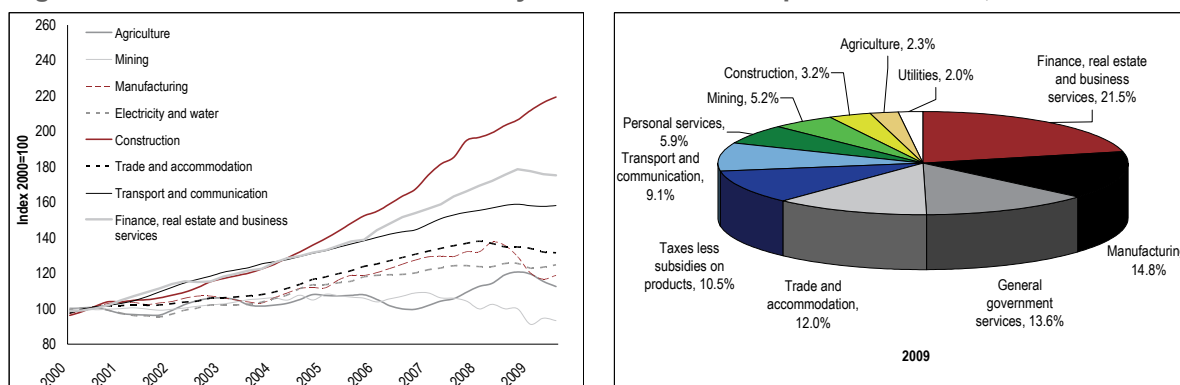 260
240
220
200
180
160
140
120
100
80
Index 2000=100
Agriculture
Mining
Manufacturing
Electricity and water
Construction
Trade and accommodation
Transport and communication
Finance, real estate and business
services
2000
2001
2002
2003
2004
2005
2006
2007
2008
2009
Agriculture, 2.3%
Utilities, 2.0%
Construction, 3.2%
Mining, 5.2%
Personal services,
5.9%
Transport and
communication,
9.1%
Taxes less
subsidies on
products, 10.5%
Trade and
accommodation,
12.0%
General
government
services, 13.6%
Manufacturing
14.8%
Finance, real estate
and business
services, 21.5%
2009